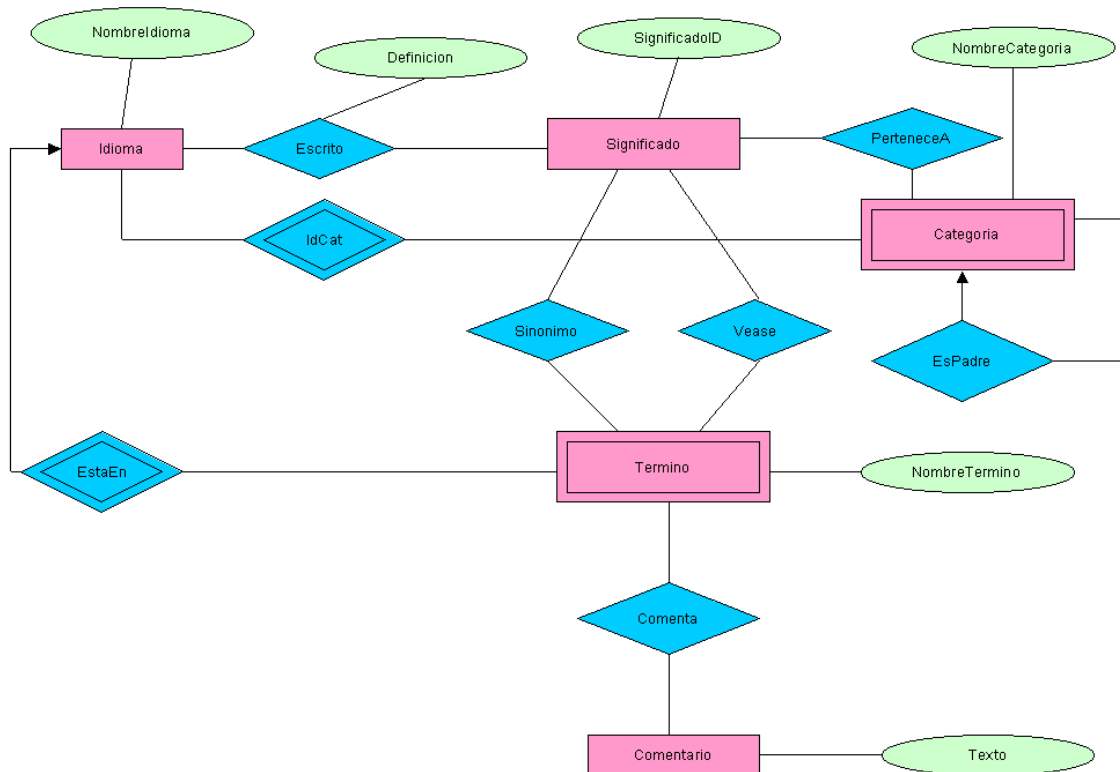 NombreIdioma
SignificadoID
NombreCategoria
Definicion
Idioma
Escrito
Significado
PerteneceA
IdCat
Categoria
Sinonimo
Vease
EsPadre
EstaEn
Termino
NombreTermino
Comenta
Comentario
Texto